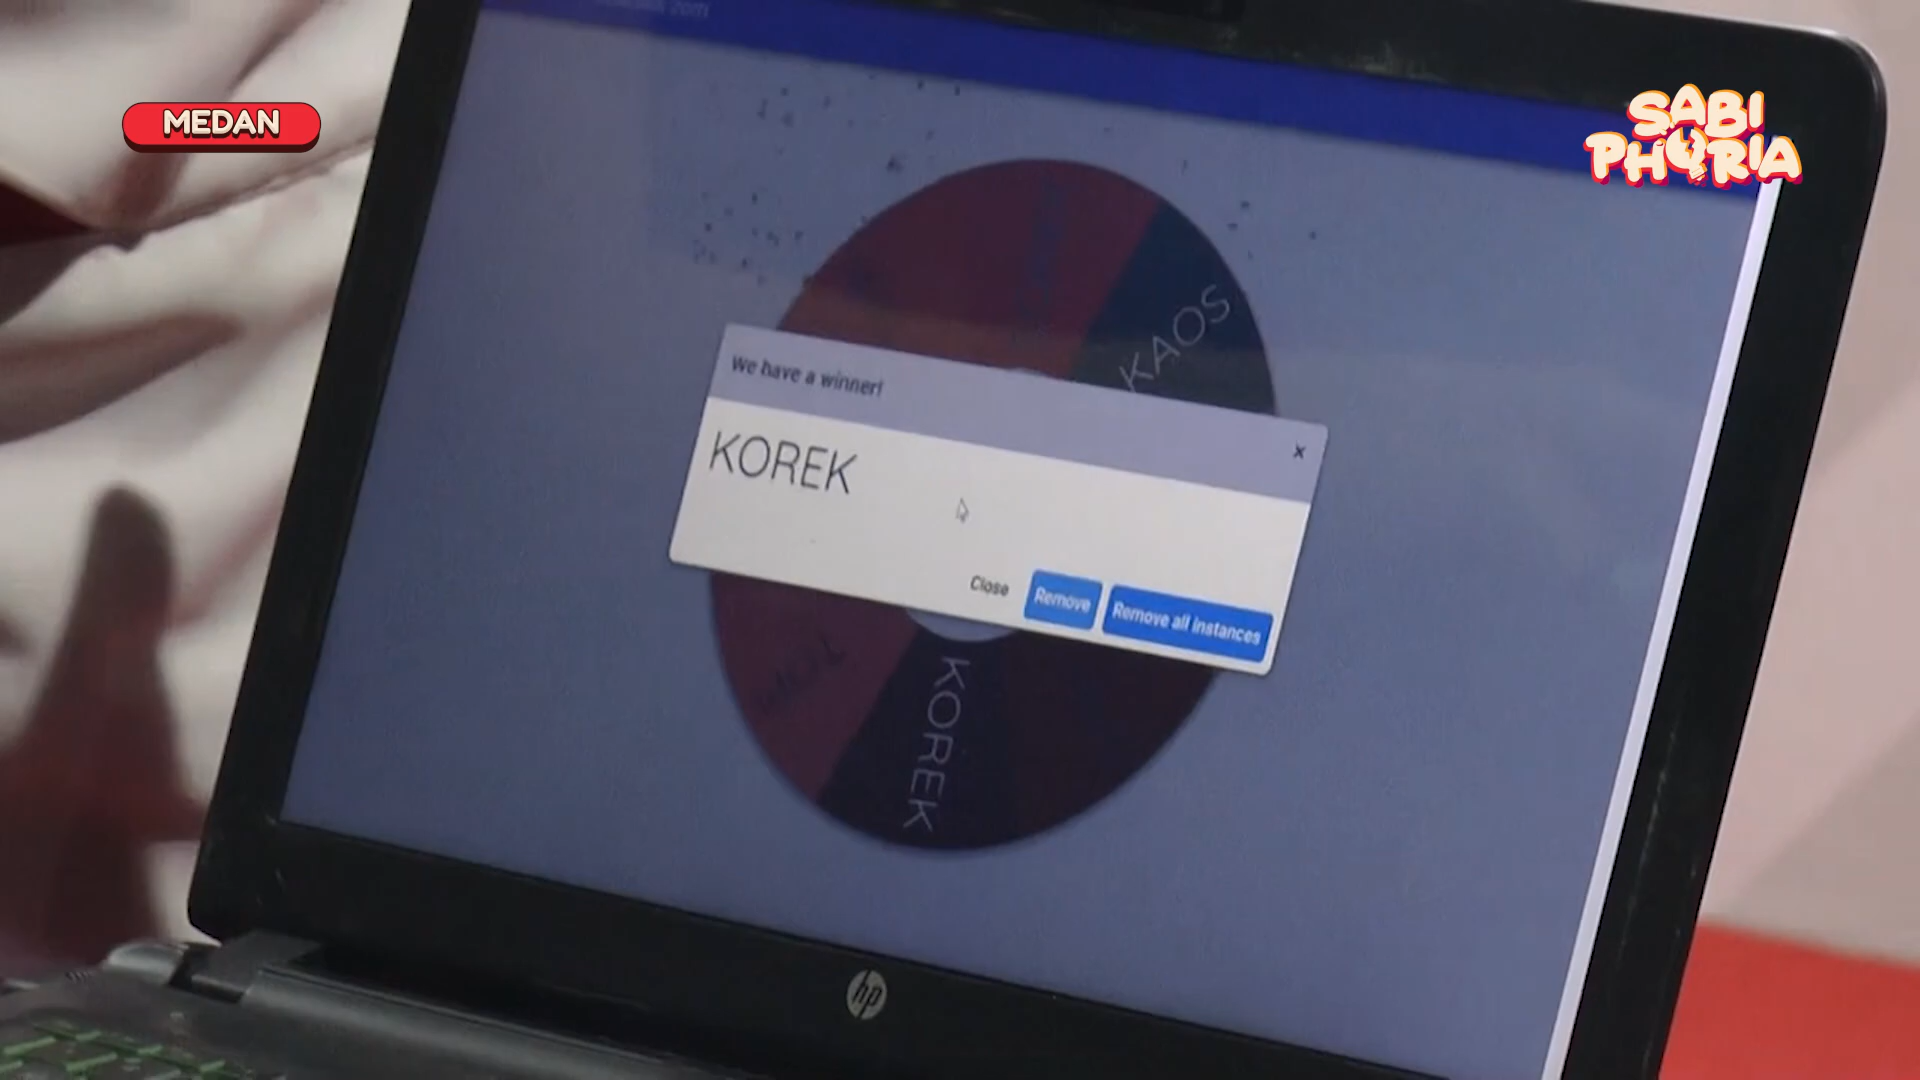 MEDAN
SABI
PHORIA
KAOS
We have a winner!
×
KOREK
Close
Remove
Remove all instances
KOREK
hp